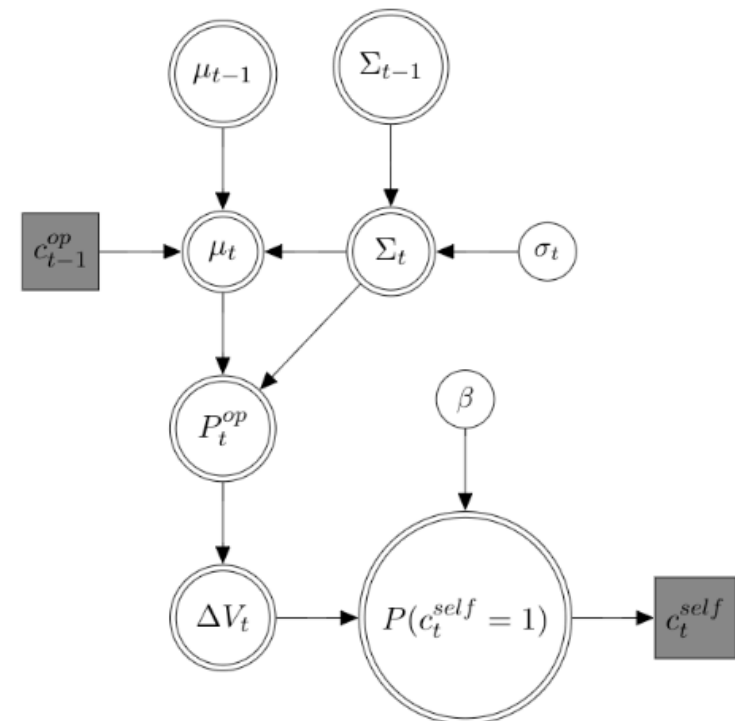 μ_{t−1} Σ_{t−1}
c^{op}_{t−1} μ_t Σ_t σ_t
P^{op}_t β
ΔV_t P(c^{self}_t = 1) c^{self}_t